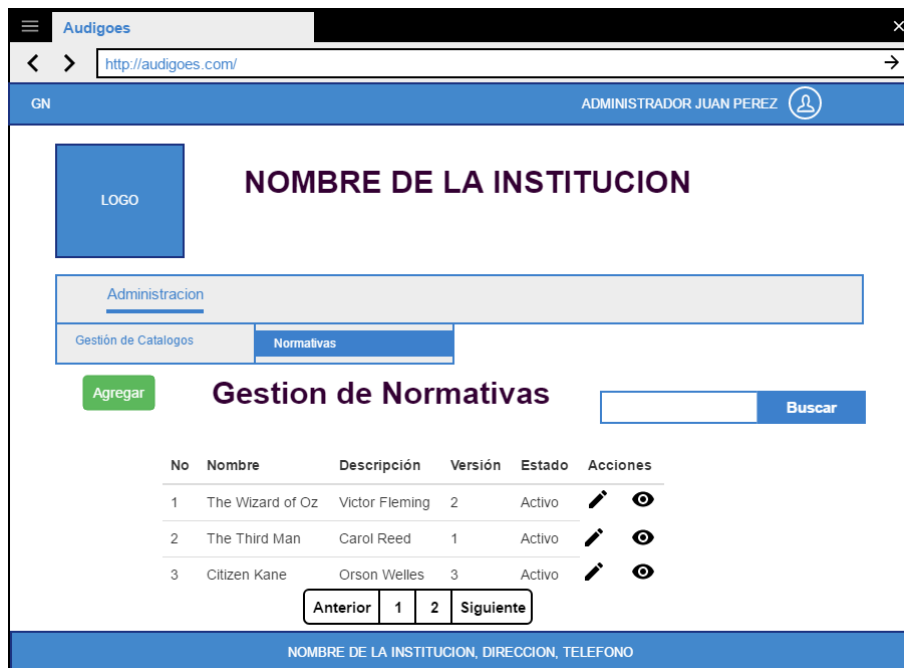 Audigoes
http://audigoes.com/
GN ADMINISTRADOR JUAN PEREZ
LOGO
NOMBRE DE LA INSTITUCION
Administracion
Gestión de Catalogos Normativas
Agregar Gestion de Normativas Buscar
No Nombre Descripción Versión Estado Acciones
1 The Wizard of Oz Victor Fleming 2 Activo
2 The Third Man Carol Reed 1 Activo
3 Citizen Kane Orson Welles 3 Activo
Anterior 1 2 Siguiente
NOMBRE DE LA INSTITUCION, DIRECCION, TELEFONO